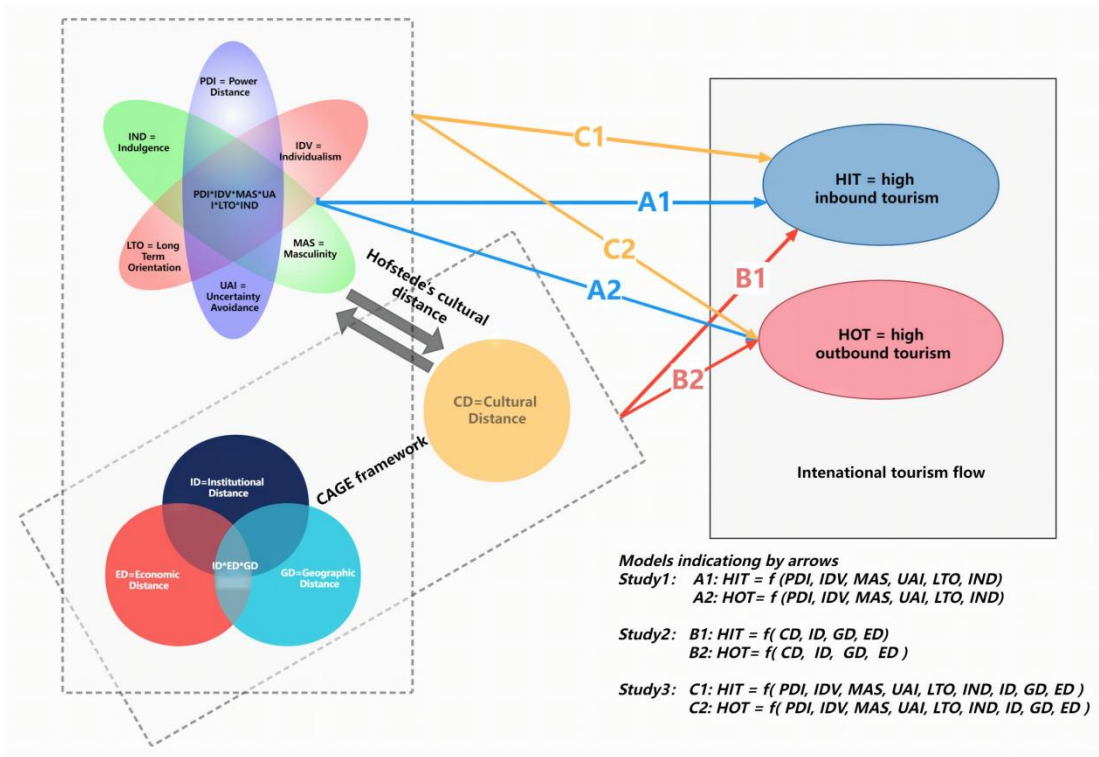 PDI = Power
Distance
IND =
Indulgence
IDV =
Individualism
PDI*IDV*MAS*UA
I*LTO*IND
LTO = Long
Term
Orientation
MAS =
Masculinity
UAI =
Uncertainty
Avoidance
Hofstede's cultural
distance
CD=Cultural
Distance
CAGE framework
ID=Institutional
Distance
ED=Economic
Distance
ID*ED*GD
GD=Geographic
Distance
C1
A1
C2
A2
B1
B2
HIT = high
inbound tourism
HOT = high
outbound tourism
Intenational tourism flow
Models indicationg by arrows
Study1: A1: HIT = f ( PDI, IDV, MAS, UAI, LTO, IND)
A2: HOT= f ( PDI, IDV, MAS, UAI, LTO, IND)
Study2: B1: HIT = f( CD, ID, GD, ED)
B2: HOT= f( CD, ID, GD, ED )
Study3: C1: HIT = f( PDI, IDV, MAS, UAI, LTO, IND, ID, GD, ED )
C2: HOT = f( PDI, IDV, MAS, UAI, LTO, IND, ID, GD, ED )